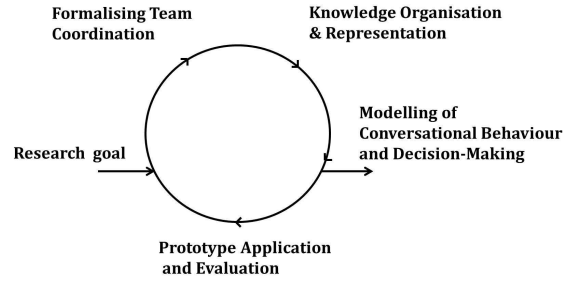 Formalising Team
Coordination
Knowledge Organisation
& Representation
Modelling of
Conversational Behaviour
and Decision-Making
Research goal
Prototype Application
and Evaluation